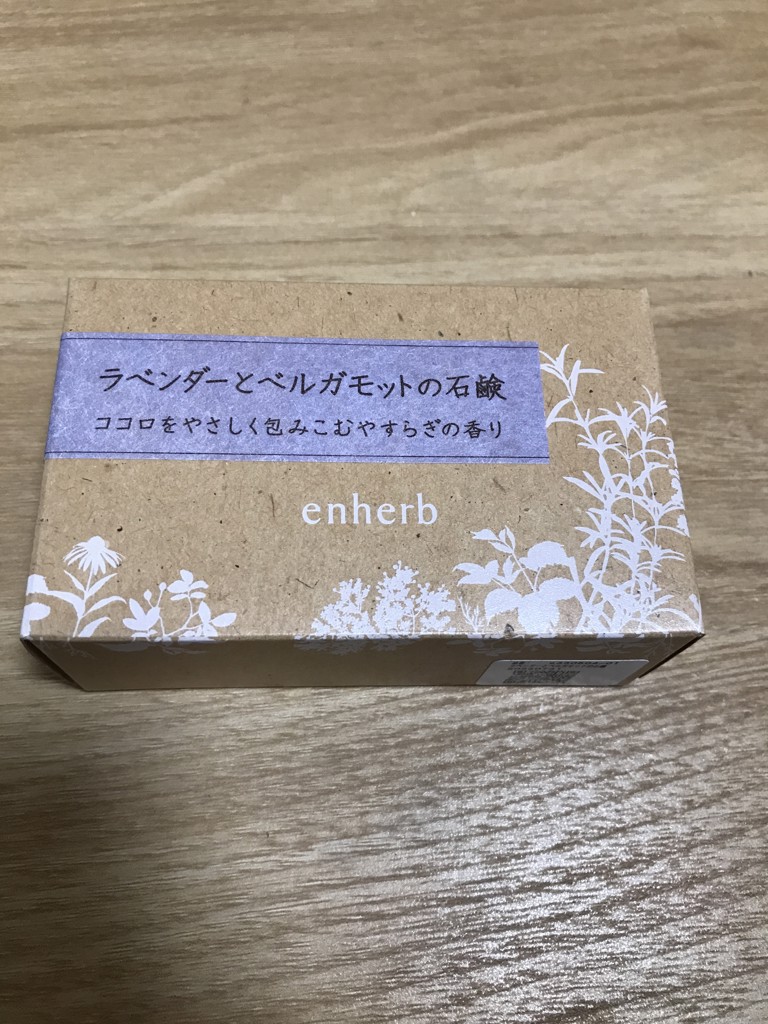 ラベンダーとベルガモットの石鹸
ココロをやさしく包みこむやすらぎの香り
enherb